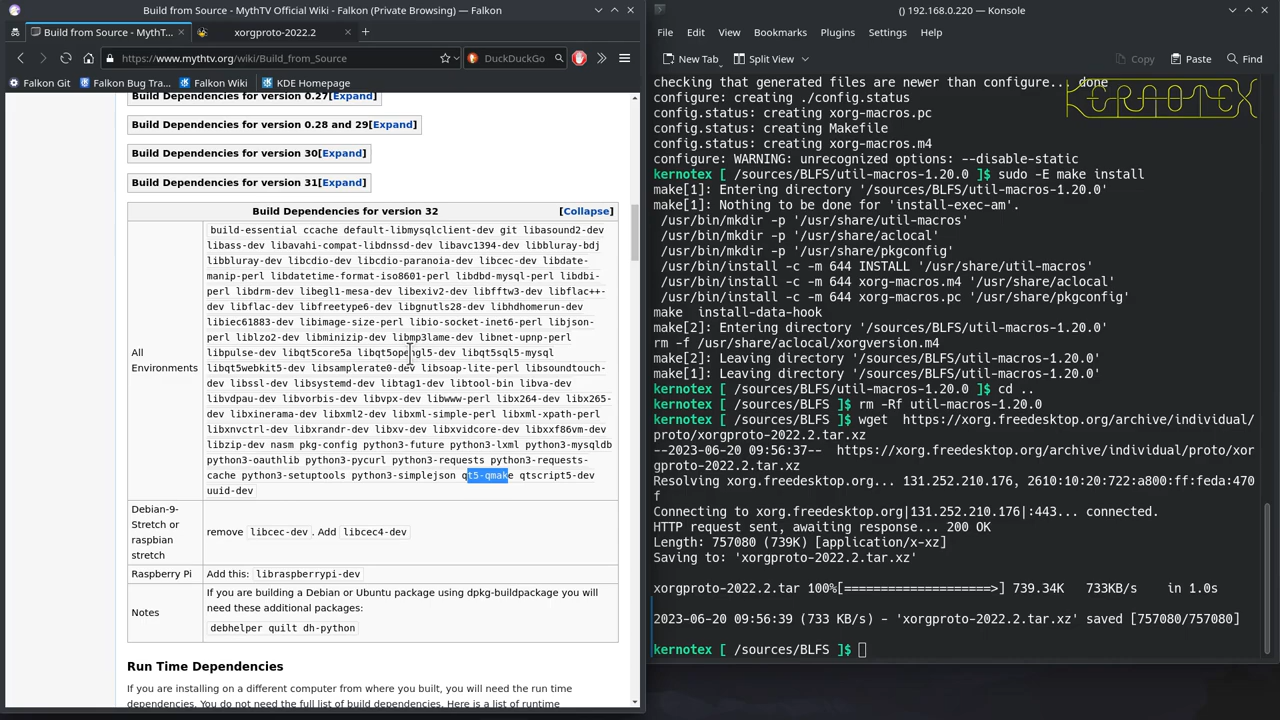 Build from Source - MythTV Official Wiki - Falkon (Private Browsing) — Falkon
Build from Source - MythT...
xorgproto-2022.2
https://www.mythtv.org/wiki/Build_from_Source
DuckDuckGo
Falkon Git
Falkon Bug Tra...
Falkon Wiki
KDE Homepage
Build Dependencies for version 0.27[Expand]
Build Dependencies for version 0.28 and 29[Expand]
Build Dependencies for version 30[Expand]
Build Dependencies for version 31[Expand]
Build Dependencies for version 32 [Collapse]
All
Environments
build-essential ccache default-libmysqlclient-dev git libasound2-dev
libass-dev libavahi-compat-libdnssd-dev libavc1394-dev libbluray-bdj
libbluray-dev libcdio-dev libcdio-paranoia-dev libcec-dev libdate-
manip-perl libdatetime-format-iso8601-perl libdbd-mysql-perl libdbi-
perl libdrm-dev libegl1-mesa-dev libexiv2-dev libfftw3-dev libflac++-
dev libflac-dev libfreetype6-dev libgnutls28-dev libhdhomerun-dev
libiec61883-dev libimage-size-perl libio-socket-inet6-perl libjson-
perl liblzo2-dev libminizip-dev libmp3lame-dev libnet-upnp-perl
libpulse-dev libqt5core5a libqt5opengl5-dev libqt5sql5-mysql
libqt5webkit5-dev libsamplerate0-dev libsoap-lite-perl libsoundtouch-
dev libssl-dev libsystemd-dev libtag1-dev libtool-bin libva-dev
libvdpau-dev libvorbis-dev libvpx-dev libwww-perl libx264-dev libx265-
dev libxinerama-dev libxml2-dev libxml-simple-perl libxml-xpath-perl
libxnvctrl-dev libxrandr-dev libxv-dev libxvidcore-dev libxxf86vm-dev
libzip-dev nasm pkg-config python3-future python3-lxml python3-mysqldb
python3-oauthlib python3-pycurl python3-requests python3-requests-
cache python3-setuptools python3-simplejson qt5-qmake qtscript5-dev
uuid-dev
Debian-9-
Stretch or
raspbian
stretch
remove libcec-dev. Add libcec4-dev
Raspberry Pi
Add this: libraspberrypi-dev
Notes
If you are building a Debian or Ubuntu package using dpkg-buildpackage you will
need these additional packages:
debhelper quilt dh-python
Run Time Dependencies
If you are installing on a different computer from where you built, you will need the run time
dependencies. You do not need the full list of build dependencies. Here is a list of runtime
() 192.168.0.220 — Konsole
File Edit View Bookmarks Plugins Settings Help
New Tab Split View Copy Paste Find
KERNOTEX
checking that generated files are newer than configure... done
configure: creating ./config.status
config.status: creating xorg-macros.pc
config.status: creating Makefile
config.status: creating xorg-macros.m4
configure: WARNING: unrecognized options: --disable-static
kernotex [ /sources/BLFS/util-macros-1.20.0 ]$ sudo -E make install
make[1]: Entering directory '/sources/BLFS/util-macros-1.20.0'
make[1]: Nothing to be done for 'install-exec-am'.
/usr/bin/mkdir -p '/usr/share/util-macros'
/usr/bin/mkdir -p '/usr/share/aclocal'
/usr/bin/mkdir -p '/usr/share/pkgconfig'
/usr/bin/install -c -m 644 INSTALL '/usr/share/util-macros'
/usr/bin/install -c -m 644 xorg-macros.m4 '/usr/share/aclocal'
/usr/bin/install -c -m 644 xorg-macros.pc '/usr/share/pkgconfig'
make  install-data-hook
make[2]: Entering directory '/sources/BLFS/util-macros-1.20.0'
rm -f /usr/share/aclocal/xorgversion.m4
make[2]: Leaving directory '/sources/BLFS/util-macros-1.20.0'
make[1]: Leaving directory '/sources/BLFS/util-macros-1.20.0'
kernotex [ /sources/BLFS/util-macros-1.20.0 ]$ cd ..
kernotex [ /sources/BLFS ]$ rm -Rf util-macros-1.20.0
kernotex [ /sources/BLFS ]$ wget  https://xorg.freedesktop.org/archive/individual/
proto/xorgproto-2022.2.tar.xz
--2023-06-20 09:56:37--  https://xorg.freedesktop.org/archive/individual/proto/xor
gproto-2022.2.tar.xz
Resolving xorg.freedesktop.org... 131.252.210.176, 2610:10:20:722:a800:ff:feda:470
f
Connecting to xorg.freedesktop.org|131.252.210.176|:443... connected.
HTTP request sent, awaiting response... 200 OK
Length: 757080 (739K) [application/x-xz]
Saving to: 'xorgproto-2022.2.tar.xz'
xorgproto-2022.2.tar 100%[=====================>] 739.34K   733KB/s    in 1.0s
2023-06-20 09:56:39 (733 KB/s) - 'xorgproto-2022.2.tar.xz' saved [757080/757080]
kernotex [ /sources/BLFS ]$